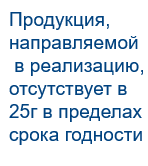 Продукция,
направляемой
в реализацию,
отсутствует в
25г в пределах
срока годности